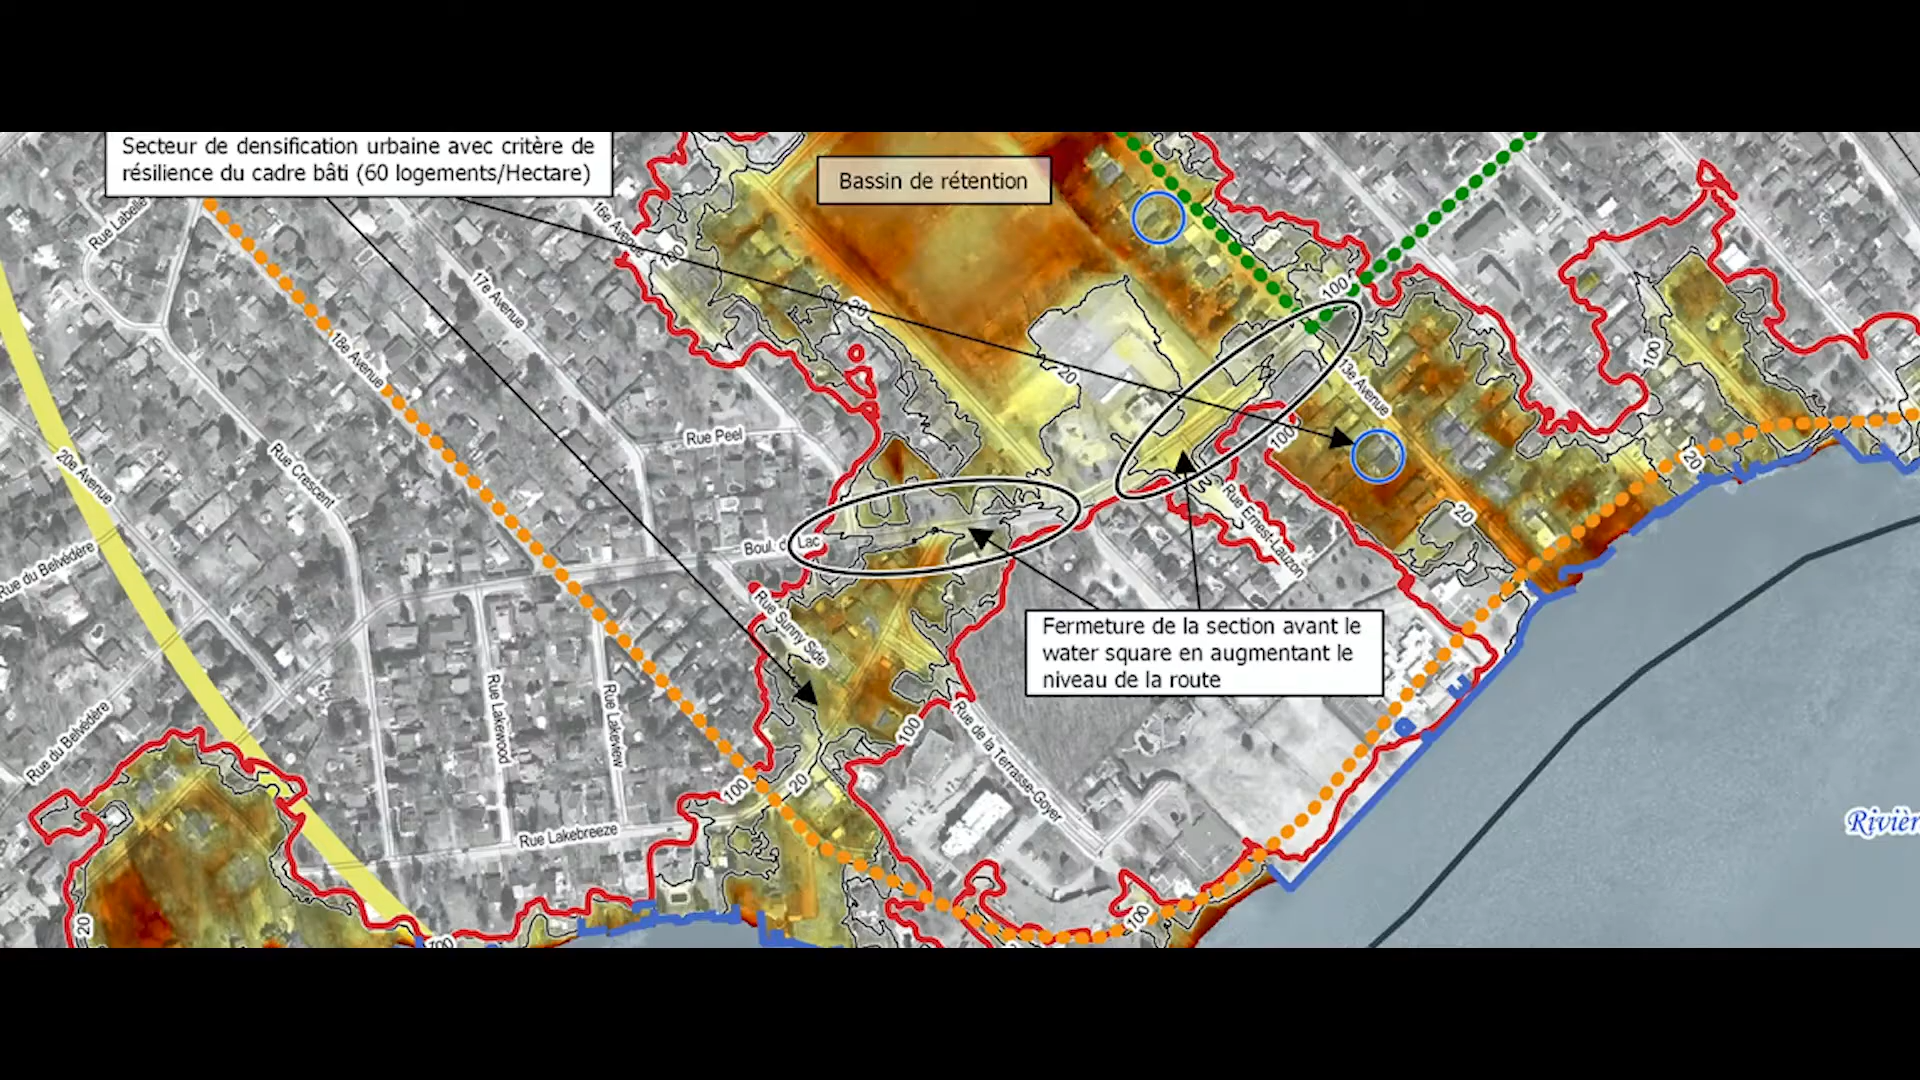 Secteur de densification urbaine avec critère de
résilience du cadre bâti (60 logements/Hectare)
Bassin de rétention
Rue Labelle
16e Avenue
100
17e Avenue
20
100
18e Avenue
20
13e Avenue
100
100
Rue Peel
20e Avenue
Rue Crescent
20
20
Rue Ernest-Lauzon
Boul. d Lac
Rue du Belvédère
Rue Sunny Side
Fermeture de la section avant le
water square en augmentant le
niveau de la route
Rue Lakewood
Rue Lakeview
Rue du Belvédère
100
Rue de la Terrasse-Goyer
100
20
Rue Lakebreeze
Rivièr
20
100
100